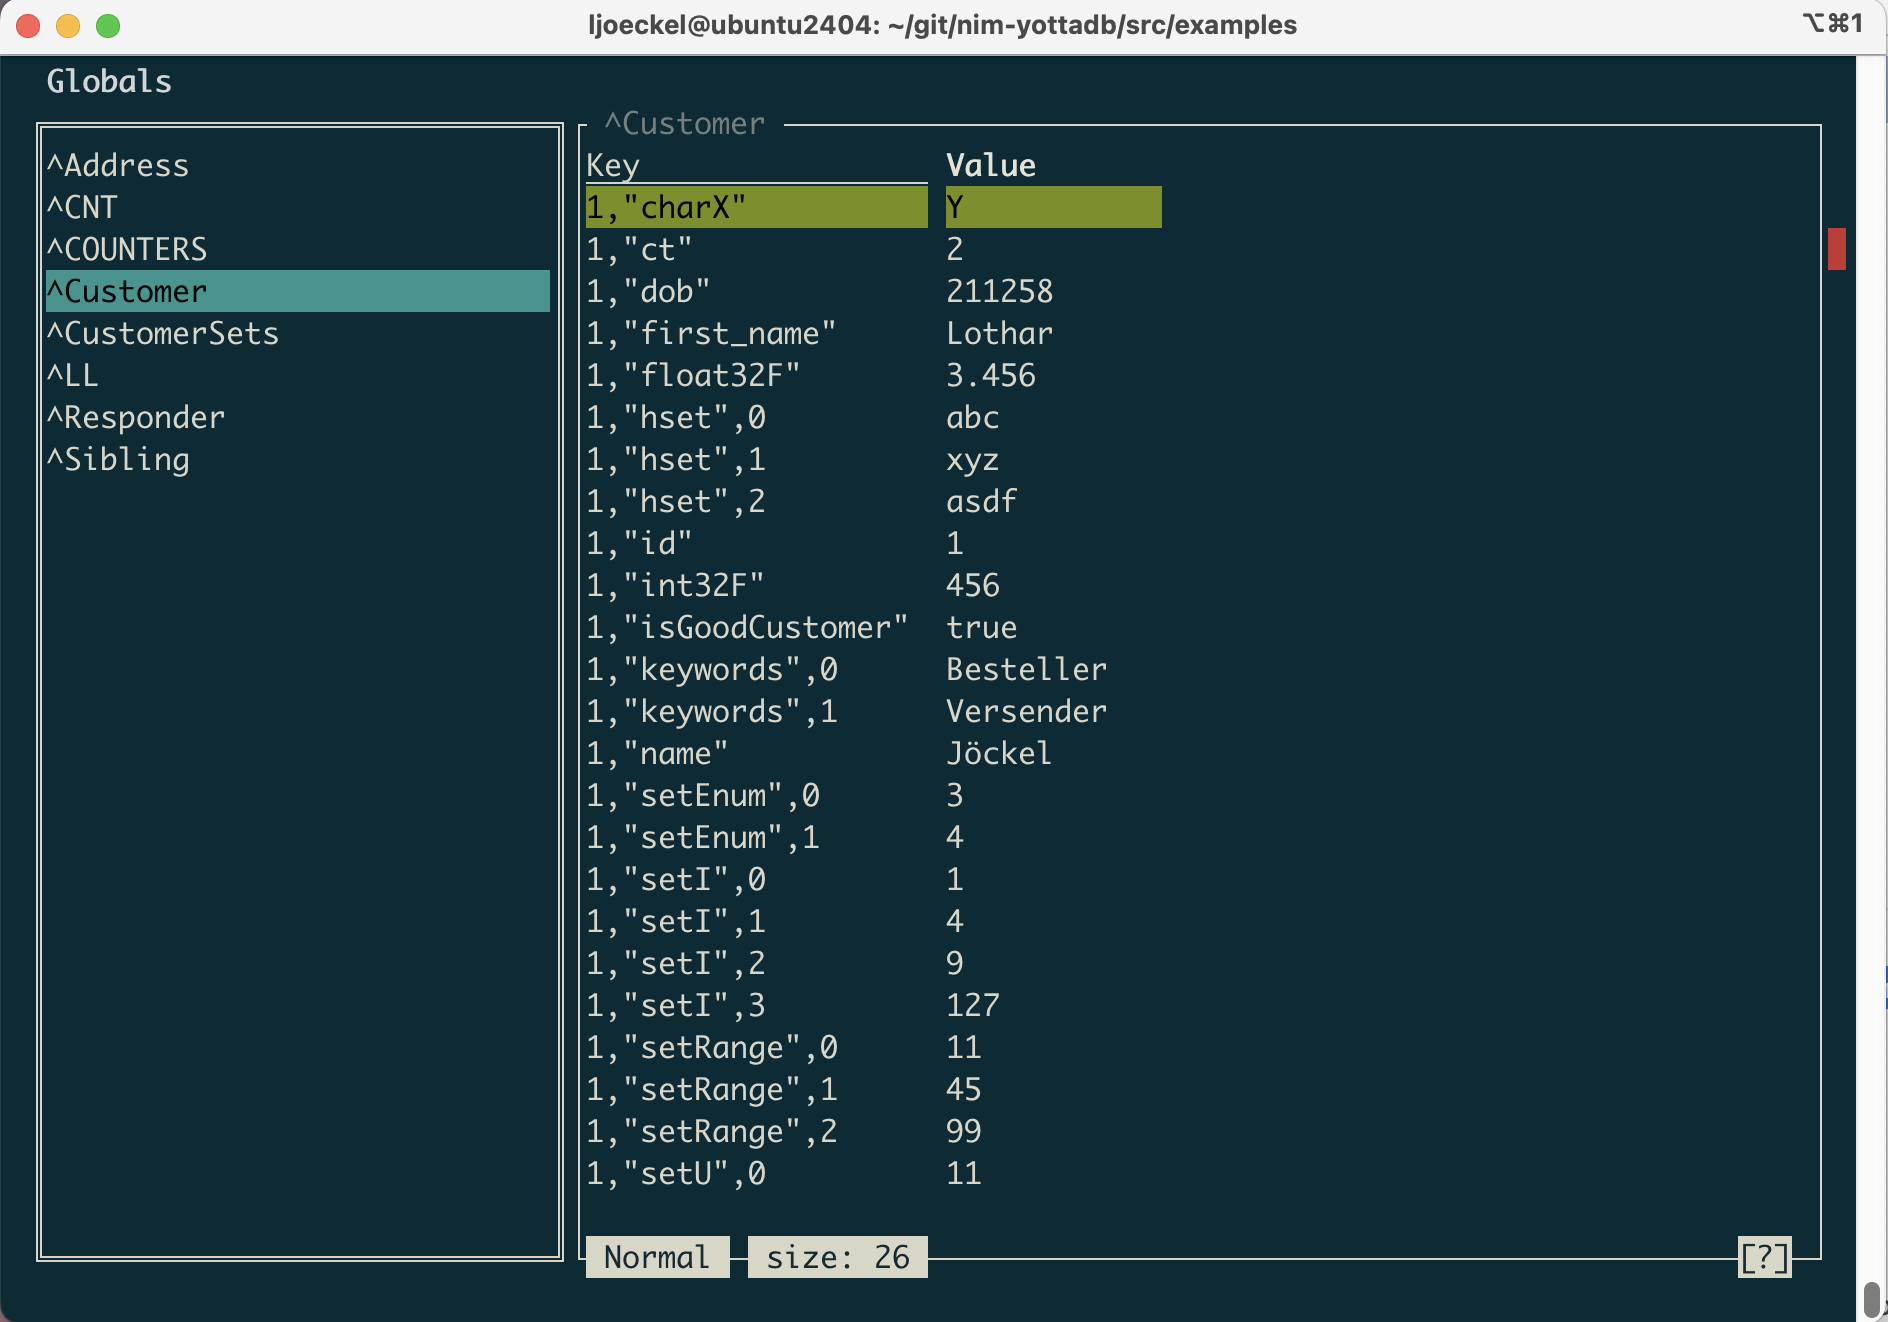 ljoeckel@ubuntu2404: ~/git/nim-yottadb/src/examples
⌥⌘1
Globals
^Address
^CNT
^COUNTERS
^Customer
^CustomerSets
^LL
^Responder
^Sibling
^Customer
Key Value
1,"charX" Y
1,"ct" 2
1,"dob" 211258
1,"first_name" Lothar
1,"float32F" 3.456
1,"hset",0 abc
1,"hset",1 xyz
1,"hset",2 asdf
1,"id" 1
1,"int32F" 456
1,"isGoodCustomer" true
1,"keywords",0 Besteller
1,"keywords",1 Versender
1,"name" Jöckel
1,"setEnum",0 3
1,"setEnum",1 4
1,"setI",0 1
1,"setI",1 4
1,"setI",2 9
1,"setI",3 127
1,"setRange",0 11
1,"setRange",1 45
1,"setRange",2 99
1,"setU",0 11
Normal size: 26 [?]